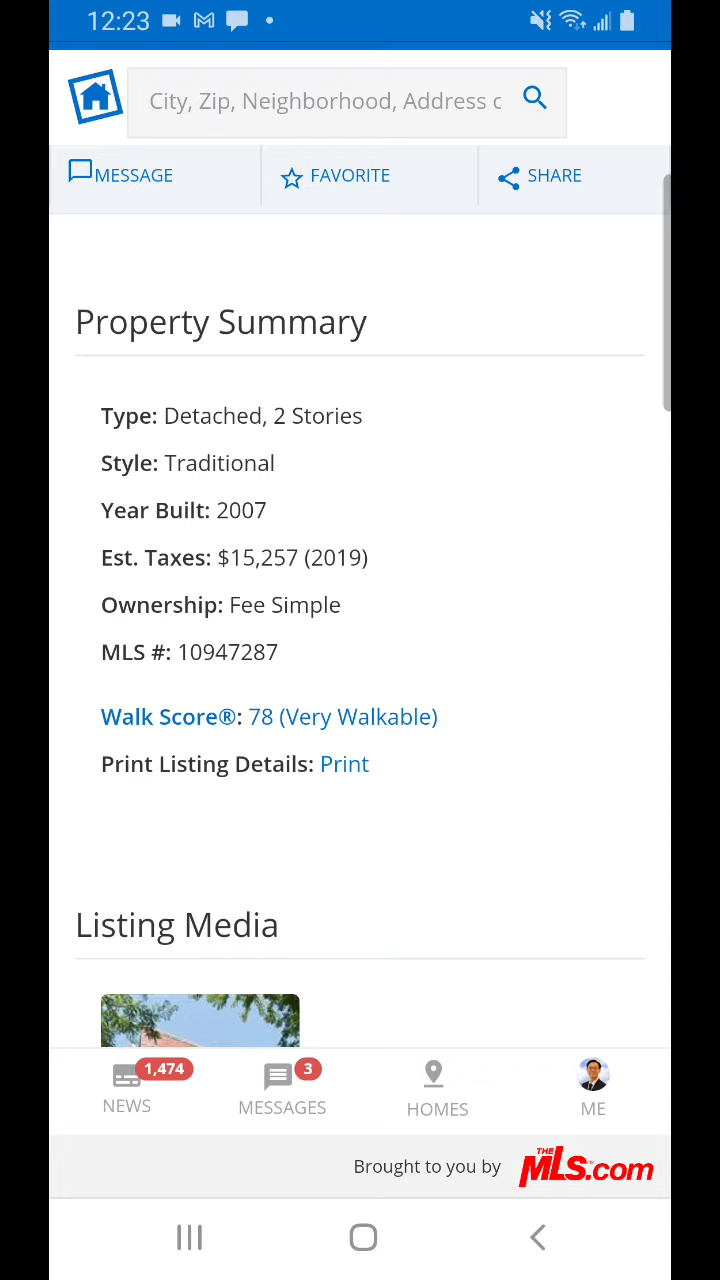 12:23
City, Zip, Neighborhood, Address c
MESSAGE
FAVORITE
SHARE
Property Summary
Type: Detached, 2 Stories
Style: Traditional
Year Built: 2007
Est. Taxes: $15,257 (2019)
Ownership: Fee Simple
MLS #: 10947287
Walk Score®: 78 (Very Walkable)
Print Listing Details: Print
Listing Media
1,474
3
NEWS
MESSAGES
HOMES
ME
Brought to you by
THE MLS.com